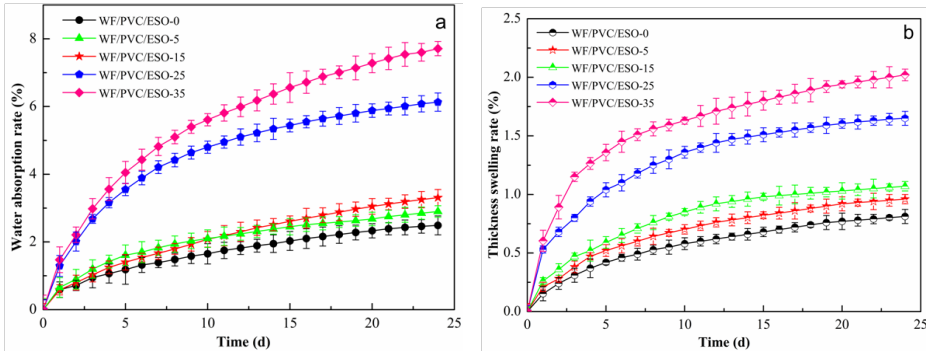 a
WF/PVC/ESO-0
WF/PVC/ESO-5
WF/PVC/ESO-15
WF/PVC/ESO-25
WF/PVC/ESO-35
Water absorption rate (%)
8
6
4
2
0
0 5 10 15 20 25
Time (d)
b
WF/PVC/ESO-0
WF/PVC/ESO-5
WF/PVC/ESO-15
WF/PVC/ESO-25
WF/PVC/ESO-35
Thickness swelling rate (%)
2.5
2.0
1.5
1.0
0.5
0.0
0 5 10 15 20 25
Time (d)